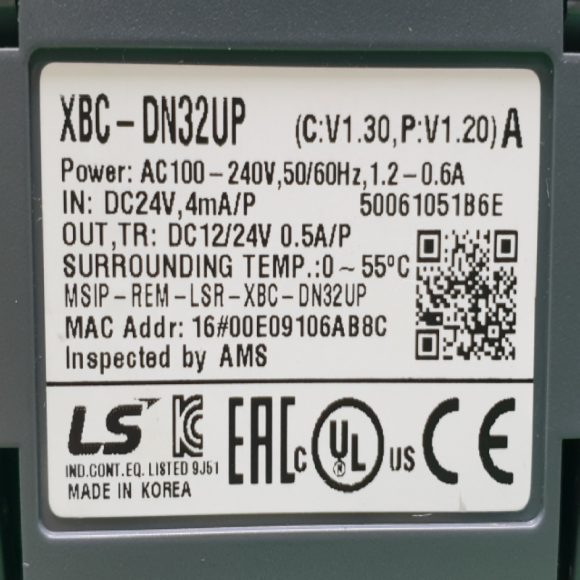 XBC-DN32UP (C:V1.30,P:V1.20) A
Power: AC100-240V,50/60Hz,1.2-0.6A
IN: DC24V,4mA/P 50061051B6E
OUT,TR: DC12/24V 0.5A/P
SURROUNDING TEMP.:0~55ºC
MSIP-REM-LSR-XBC-DN32UP
MAC Addr: 16#00E09106AB8C
Inspected by AMS
LS EAC c UL ® US CE
IND.CONT.EQ. LISTED 9J51
MADE IN KOREA